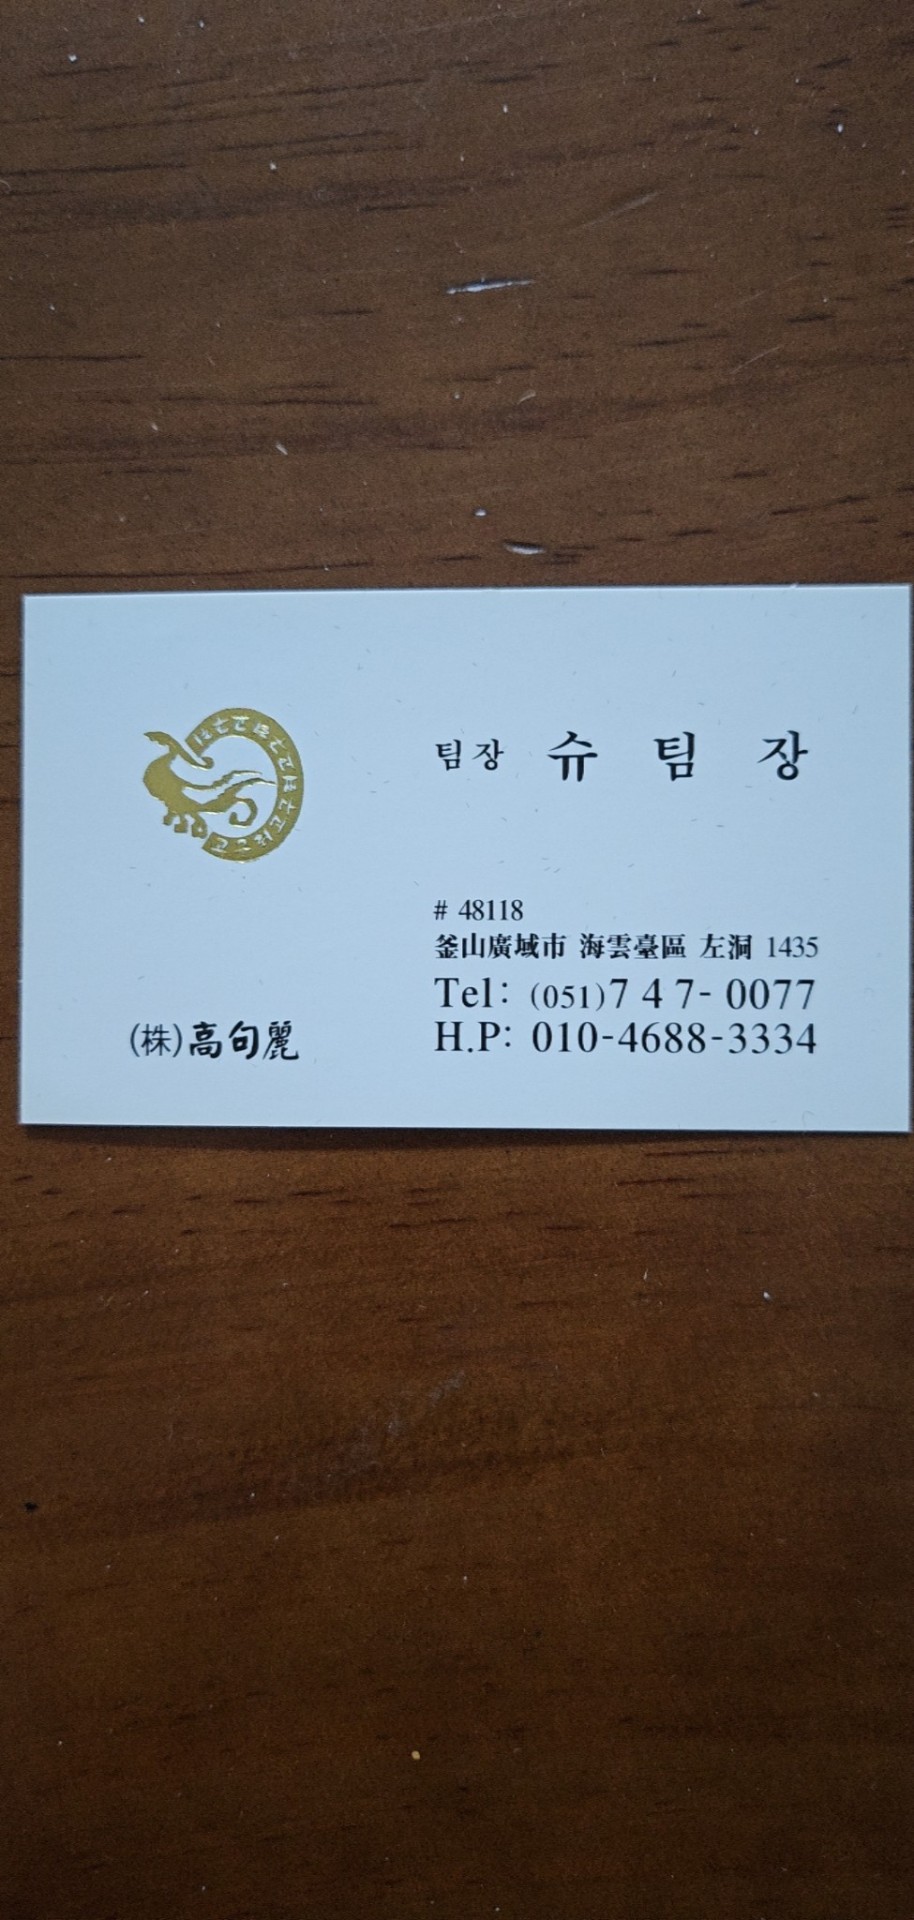 팀장 슈 팀 장
# 48118
釜山廣域市 海雲臺區 左洞 1435
Tel: (051)7 4 7- 0077
H.P: 010-4688-3334
(株)高句麗